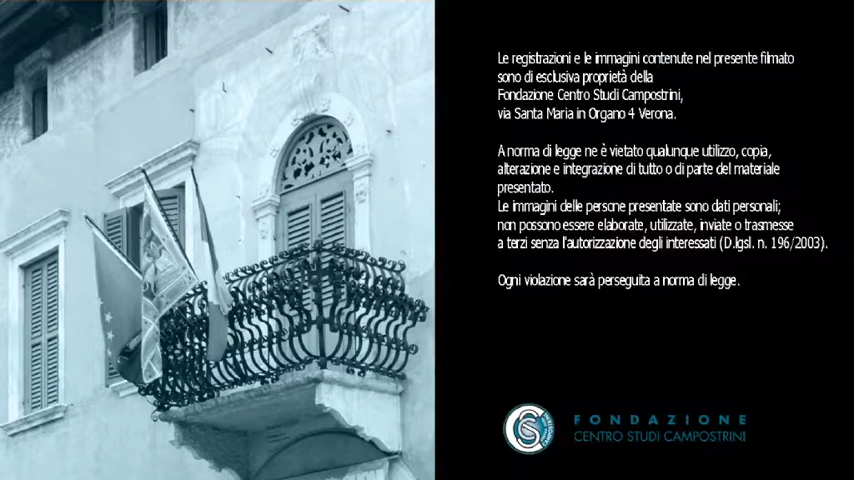 Le registrazioni e le immagini contenute nel presente filmato
sono di esclusiva proprietà della
Fondazione Centro Studi Campostrini,
via Santa Maria in Organo 4 Verona.
A norma di legge ne è vietato qualunque utilizzo, copia,
alterazione e integrazione di tutto o di parte del materiale
presentato.
Le immagini delle persone presentate sono dati personali;
non possono essere elaborate, utilizzate, inviate o trasmesse
a terzi senza l'autorizzazione degli interessati (D.lgsl. n. 196/2003).
Ogni violazione sarà perseguita a norma di legge.
FONDAZIONE
CENTRO STUDI CAMPOSTRINI